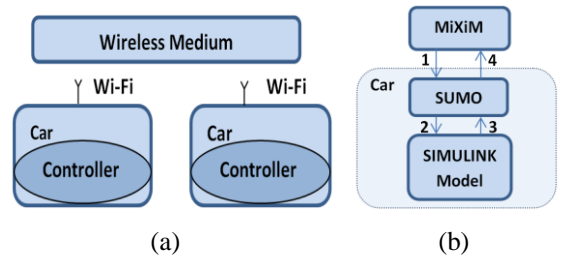 Wireless Medium
Wi-Fi
Wi-Fi
Car
Controller
Car
Controller
(a)
MiXiM
1
4
Car
SUMO
2
3
SIMULINK
Model
(b)